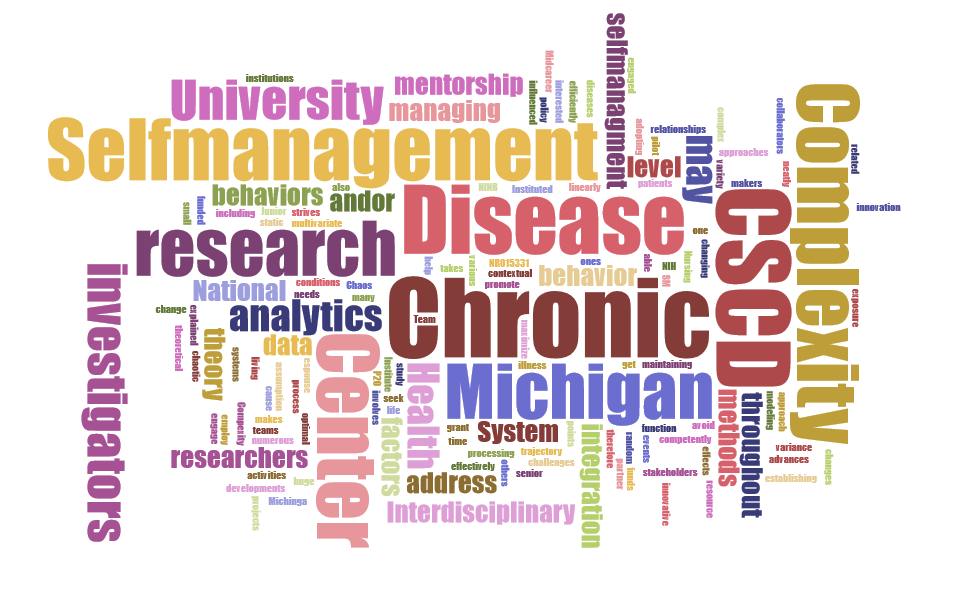 institutions
University
mentorship
managing
Selfmanagement
Midcareer
influenced
policy
interested
efficiently
diseases
selfmanagment
engaged
adopting
pilot
relationships
level
patients
may
complex
approaches
variety
makers
collaborators
neatly
Complexity
related
innovation
behaviors
also
andor
NIHR
Instituted
linearly
small
funded
including
Junior
strives
static
multivariate
research
Disease
CSCD
one
changing
able
Nursing
NIH
SM
help
takes
various
NR015331
ones
contextual
promote
behavior
investigators
National
conditions
Chaos
needs
many
analytics
Chronic
Team
maximize
exposure
change
explained
theoretical
chaotic
theory
systems
data
living
espouse
assumption
cause
process
Center
Institute
study
P20
involves
seek
life
factors
Health
illness
get
maintaining
Michigan
employ
engage
Compexity
makes
teams
numerous
optimal
researchers
activities
huge
developments
projects
Michinga
grant
time
System
points
function
avoid
competently
methods
throughout
modeling
approach
processing
trajectory
challenges
effectively
others
senior
address
integration
therefore
partner
random
funds
events
stakeholders
effects
resource
innovative
variance
advances
establishing
changes
Interdisciplinary